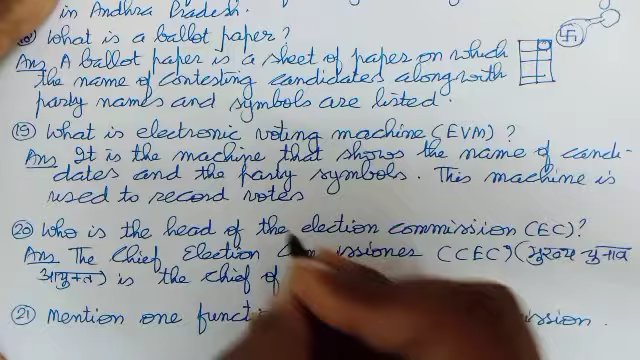 in Andhra Pradesh.
What is a ballot paper?
Ans A ballot paper is a sheet of paper on which
the name of contesting candidates along with
party names and symbols are listed.
(19) What is electronic voting machine (EVM)?
Ans It is the machine that shows the name of candi-
dates and the party symbols. This machine is
used to record votes
(20) Who is the head of the election commission (EC)?
Ans The Chief Election issioner (CEC) (मुख्य चुनाव
आयुक्त) is the chief of
(21) Mention one functi ission.